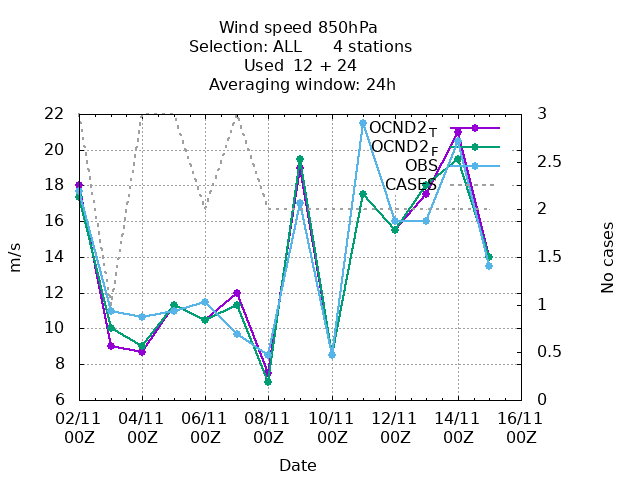 Wind speed 850hPa
Selection: ALL 4 stations
Used 12 + 24
Averaging window: 24h
22 3
20 2.5
18 2
16 1.5
14 1
12 0.5
10 0
8
6
OCND2T
OCND2F
OBS
CASES
m/s
No cases
02/11 04/11 06/11 08/11 10/11 12/11 14/11 16/11
00Z 00Z 00Z 00Z 00Z 00Z 00Z 00Z
Date